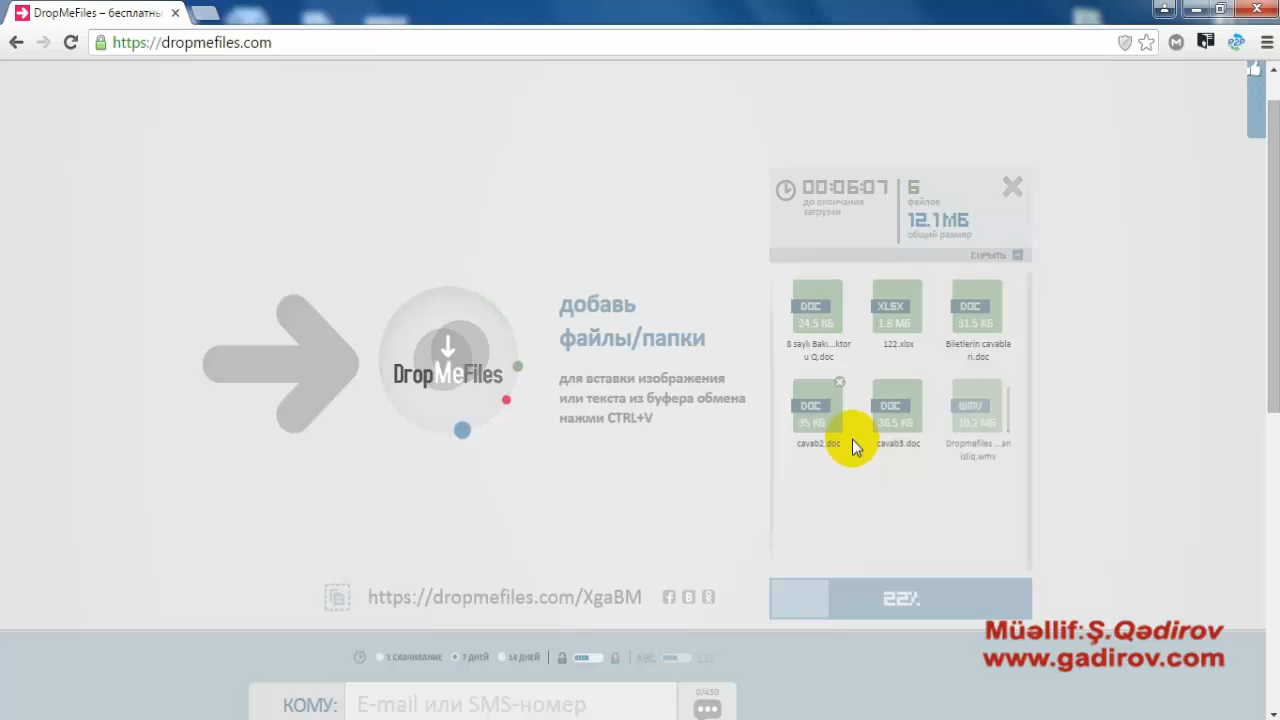 DropMeFiles – бесплатны
https://dropmefiles.com
00:06:07
до окончания
загрузки
6
файлов
12.1МБ
общий размер
СКРЫТЬ
DOC
24.5 КБ
8 saylı Bakı...ktor
u Q.doc
XLSX
1.8 МБ
122.xlsx
DOC
31.5 КБ
Biletlerin cavabla
ri.doc
DOC
35 КБ
cavab2.doc
DOC
36.5 КБ
cavab3.doc
WMV
10.2 МБ
Dropmefiles ...an
isliq.wmv
DropMeFiles
добавь
файлы/папки
для вставки изображения
или текста из буфера обмена
нажми CTRL+V
https://dropmefiles.com/XgaBM
22%
Müəllif:Ş.Qədirov
www.gadirov.com
1 СКАЧИВАНИЕ 7 ДНЕЙ 14 ДНЕЙ
ABC
КОМУ: E-mail или SMS-номер
0/450